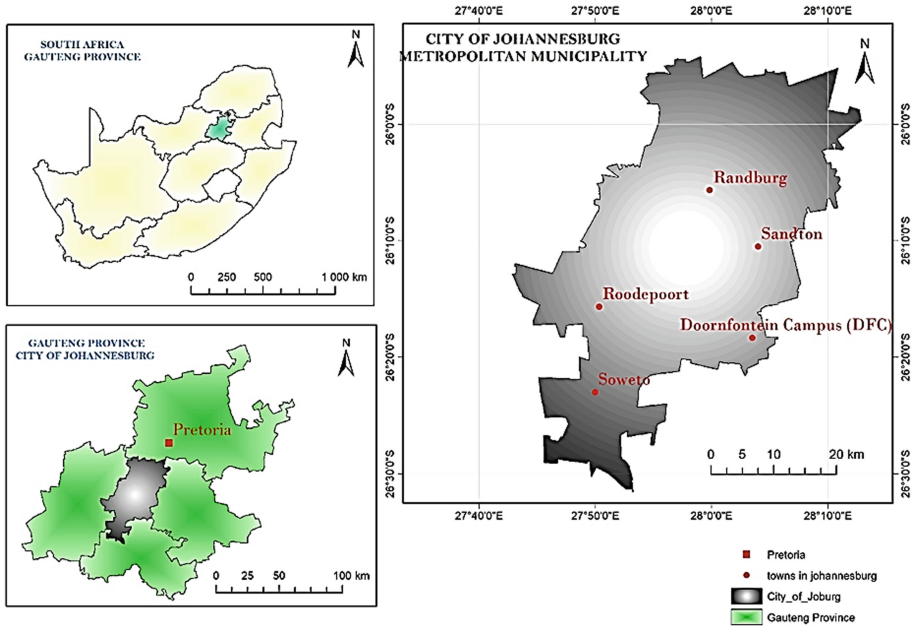 SOUTH AFRICA
GAUTENG PROVINCE
N
0 250 500 1 000 km
GAUTENG PROVINCE
CITY OF JOHANNESBURG
N
Pretoria
0 25 50 100 km
27°40'0"E 27°50'0"E 28°0'0"E 28°10'0"E
CITY OF JOHANNESBURG
METROPOLITAN MUNICIPALITY
N
26°0'0"S 26°0'0"S
Randburg
Sandton
26°10'0"S 26°10'0"S
Roodepoort
Doornfontein Campus (DFC)
26°20'0"S 26°20'0"S
Soweto
0 5 10 20 km
26°30'0"S 26°30'0"S
27°40'0"E 27°50'0"E 28°0'0"E 28°10'0"E
Pretoria
towns in johannesburg
City_of_Joburg
Gauteng Province